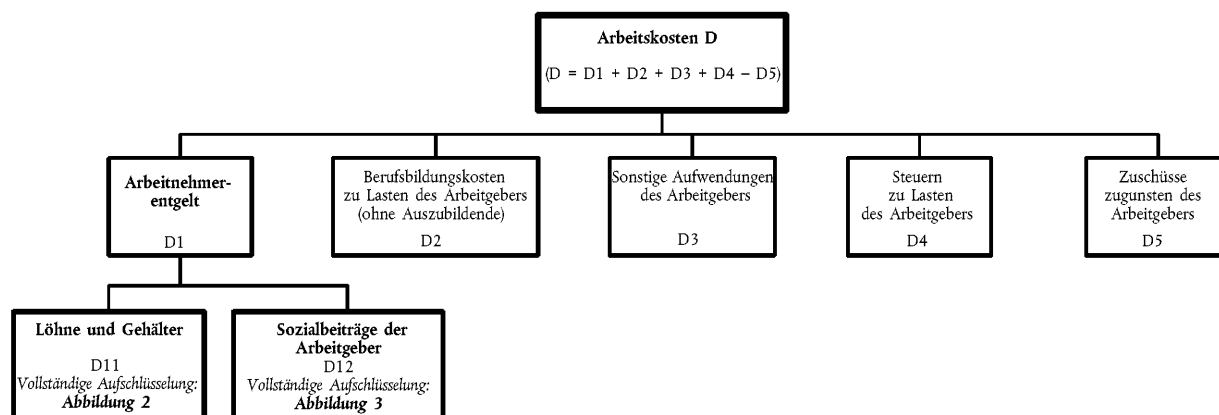 Arbeitskosten D
(D = D1 + D2 + D3 + D4 – D5)
Arbeitnehmer-
entgelt
D1
Berufsbildungskosten
zu Lasten des Arbeitgebers
(ohne Auszubildende)
D2
Sonstige Aufwendungen
des Arbeitgebers
D3
Steuern
zu Lasten
des Arbeitgebers
D4
Zuschüsse
zugunsten des
Arbeitgebers
D5
Löhne und Gehälter
D11
Vollständige Aufschlüsselung:
Abbildung 2
Sozialbeiträge der
Arbeitgeber
D12
Vollständige Aufschlüsselung:
Abbildung 3